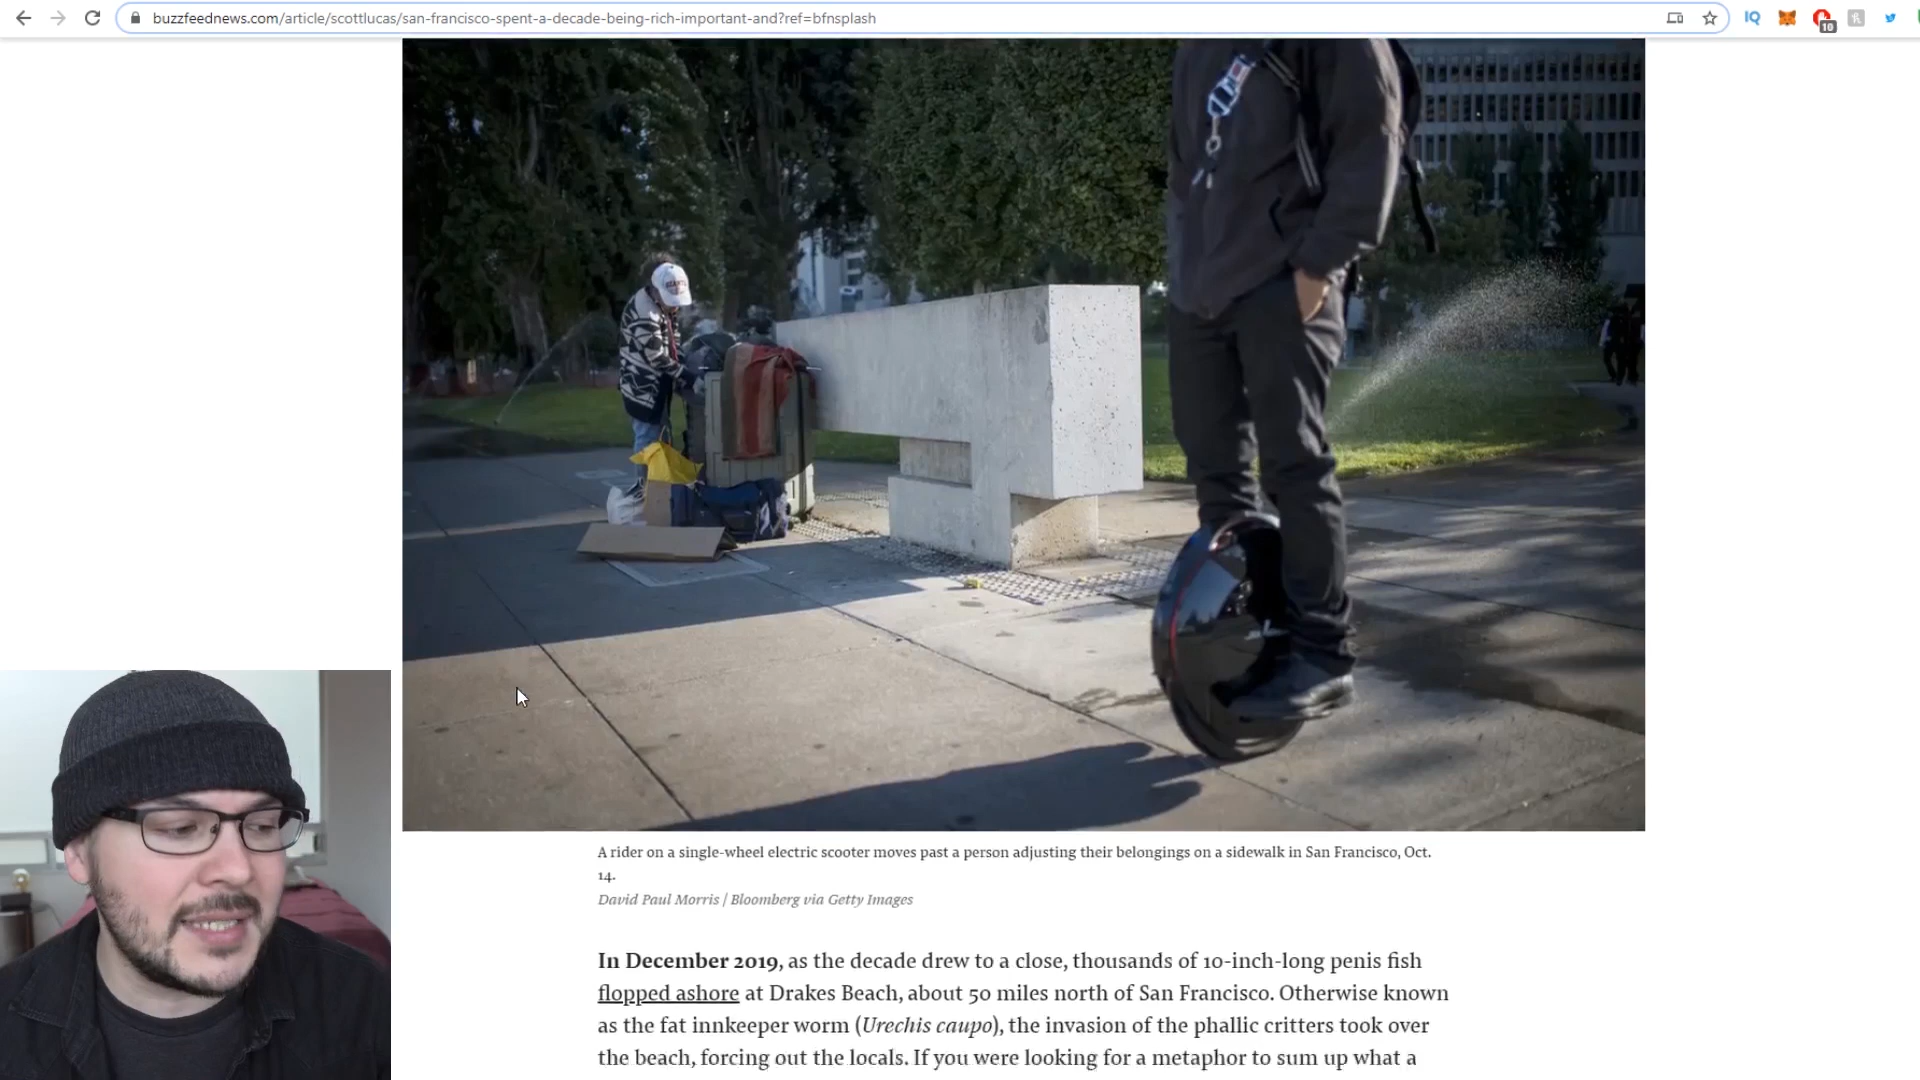 buzzfeednews.com/article/scottlucas/san-francisco-spent-a-decade-being-rich-important-and?ref=bfnsplash
IQ
10
A rider on a single-wheel electric scooter moves past a person adjusting their belongings on a sidewalk in San Francisco, Oct.
14.
David Paul Morris / Bloomberg via Getty Images
In December 2019, as the decade drew to a close, thousands of 10-inch-long penis fish
flopped ashore at Drakes Beach, about 50 miles north of San Francisco. Otherwise known
as the fat innkeeper worm (Urechis caupo), the invasion of the phallic critters took over
the beach, forcing out the locals. If you were looking for a metaphor to sum up what a